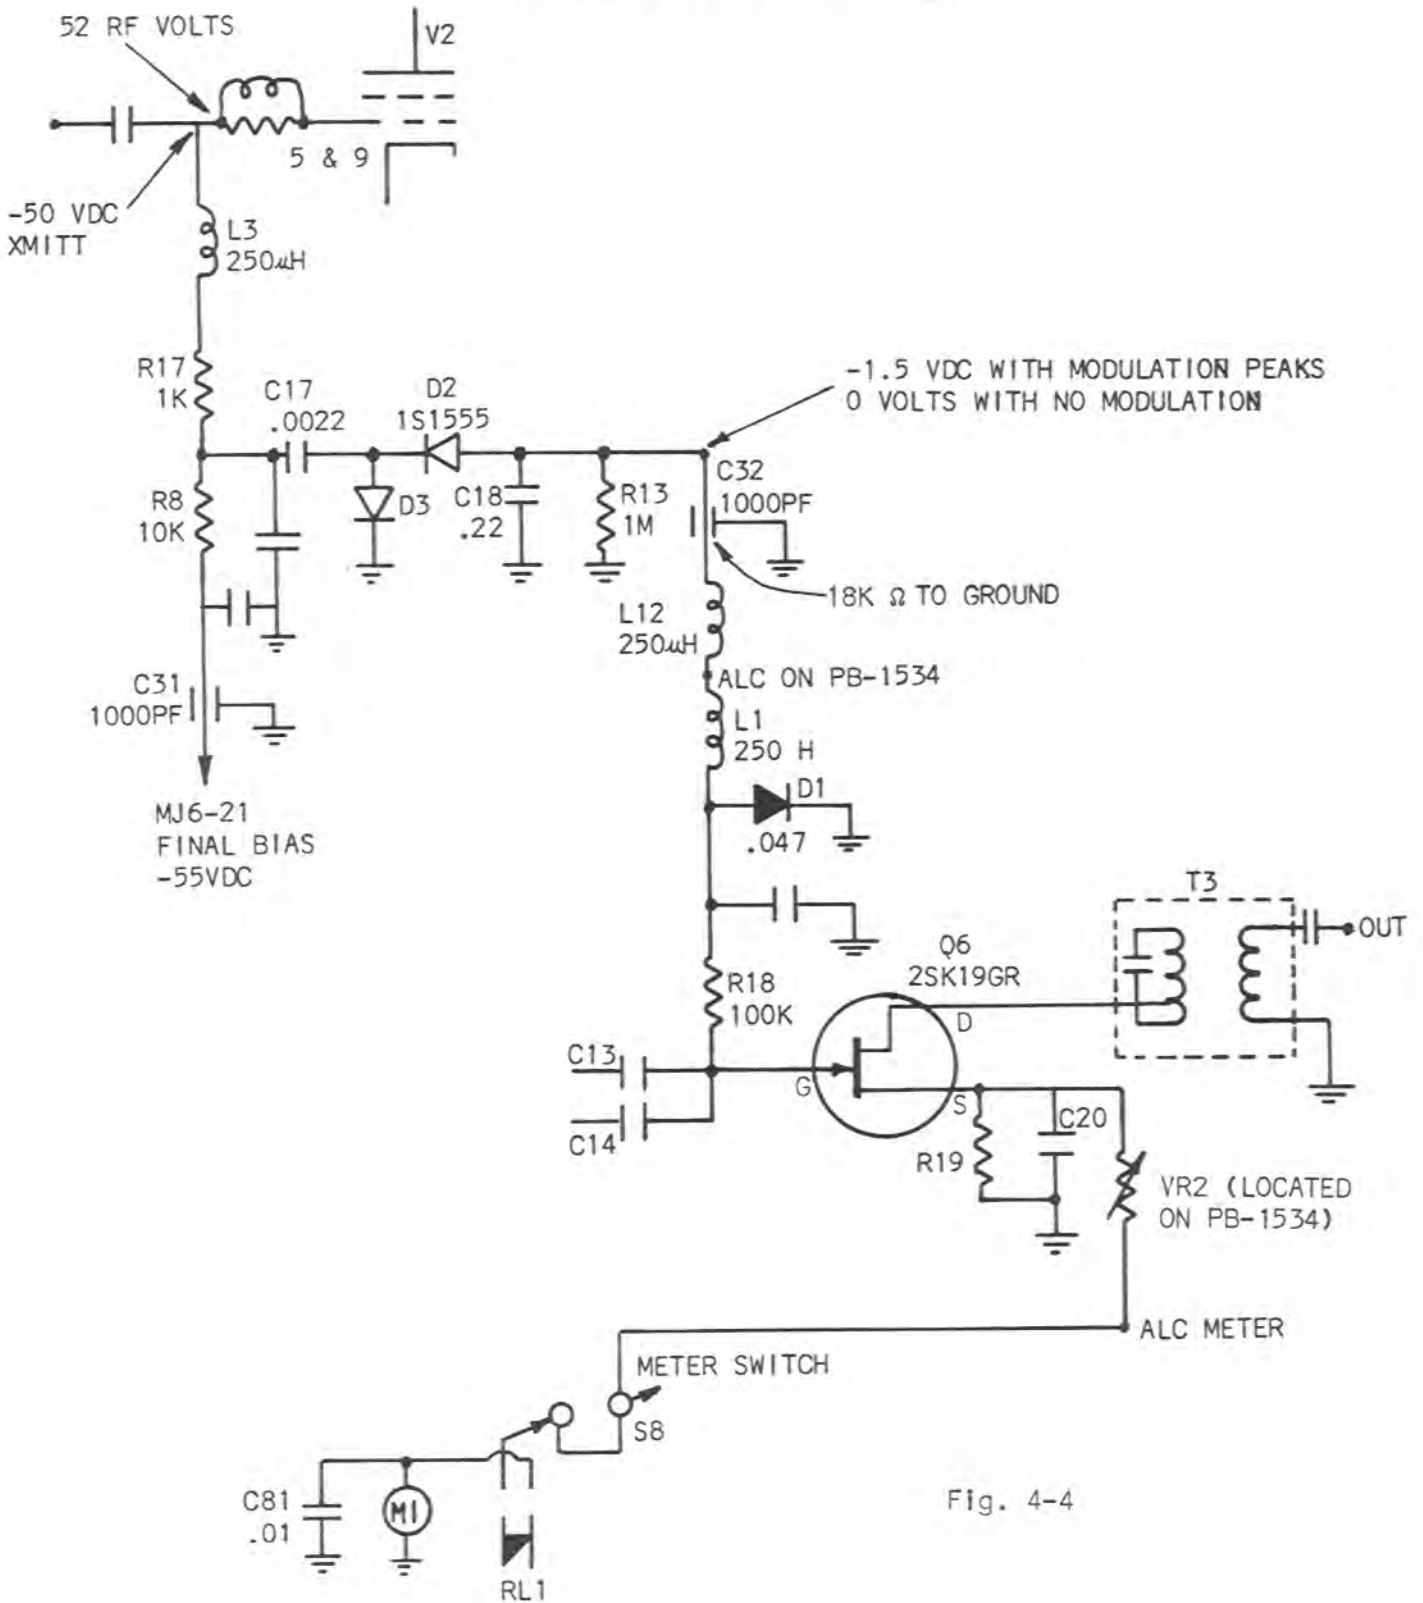 52 RF VOLTS
V2
5 & 9
-50 VDC
XMITT
L3
250µH
R17
1K
C17
.0022
D2
1S1555
-1.5 VDC WITH MODULATION PEAKS
0 VOLTS WITH NO MODULATION
R8
10K
D3
C18
.22
R13
1M
C32
1000PF
18K Ω TO GROUND
L12
250µH
ALC ON PB-1534
C31
1000PF
L1
250 H
D1
.047
MJ6-21
FINAL BIAS
-55VDC
T3
OUT
Q6
2SK19GR
R18
100K
D
C13
G
S
C14
C20
R19
VR2 (LOCATED
ON PB-1534)
ALC METER
METER SWITCH
S8
C81
.01
M1
RL1
Fig. 4-4